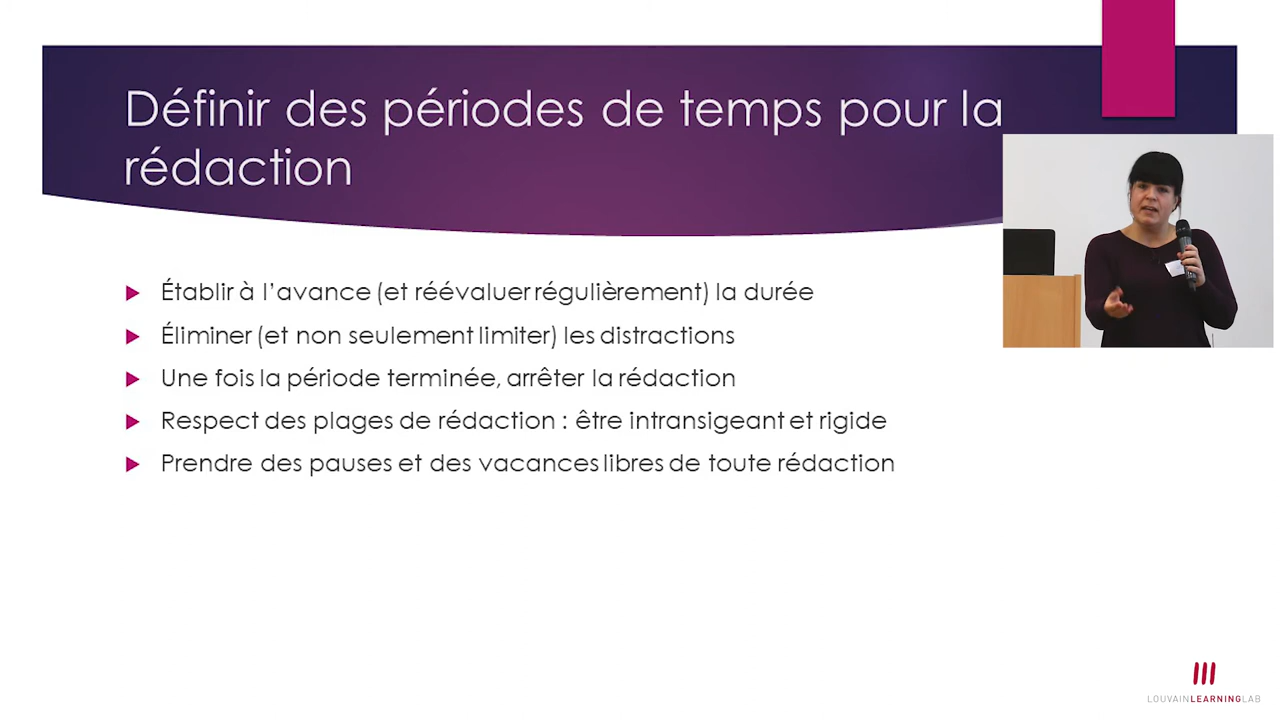 Définir des périodes de temps pour la
rédaction
Établir à l'avance (et réévaluer régulièrement) la durée
Éliminer (et non seulement limiter) les distractions
Une fois la période terminée, arrêter la rédaction
Respect des plages de rédaction : être intransigeant et rigide
Prendre des pauses et des vacances libres de toute rédaction
LOUVAINLEARNINGLAB